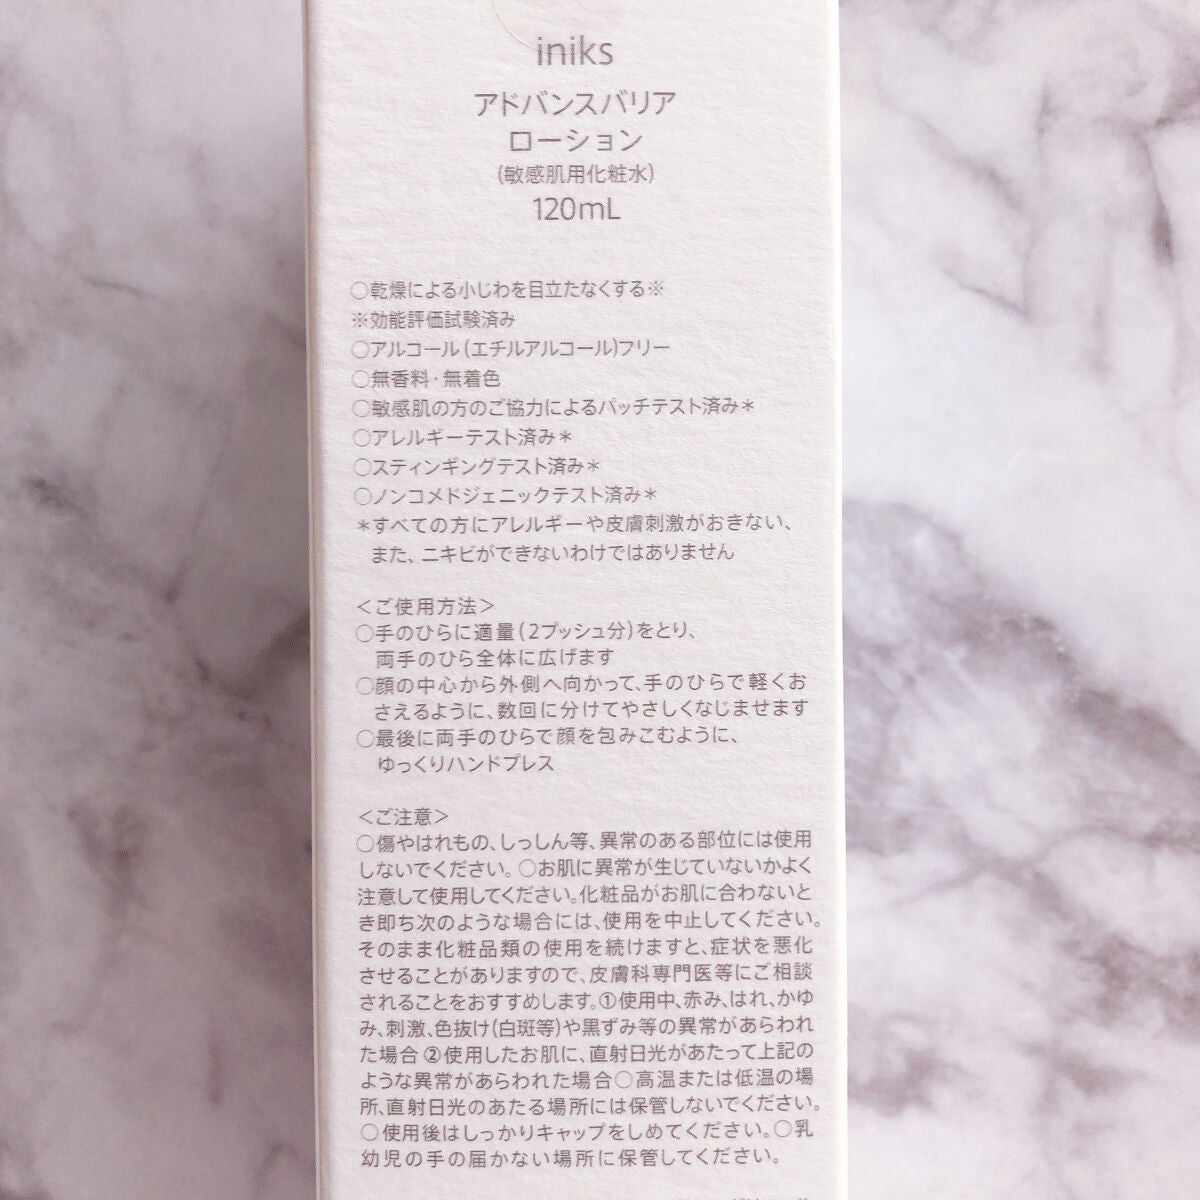 iniks
アドバンスバリア
ローション
(敏感肌用化粧水)
120mL
○乾燥による小じわを目立たなくする※
※効能評価試験済み
○アルコール(エチルアルコール)フリー
○無香料・無着色
○敏感肌の方のご協力によるパッチテスト済み＊
○アレルギーテスト済み＊
○スティンギングテスト済み＊
○ノンコメドジェニックテスト済み＊
＊すべての方にアレルギーや皮膚刺激がおきない、
また、ニキビができないわけではありません
＜ご使用方法＞
○手のひらに適量(2プッシュ分)をとり、
両手のひら全体に広げます
○顔の中心から外側へ向かって、手のひらで軽くお
さえるように、数回に分けてやさしくなじませます
○最後に両手のひらで顔を包みこむように、
ゆっくりハンドプレス
＜ご注意＞
○傷やはれもの、しっしん等、異常のある部位には使用
しないでください。○お肌に異常が生じていないかよく
注意して使用してください。化粧品がお肌に合わないと
き即ち次のような場合には、使用を中止してください。
そのまま化粧品類の使用を続けますと、症状を悪化
させることがありますので、皮膚科専門医等にご相談
されることをおすすめします。①使用中、赤み、はれ、かゆ
み、刺激、色抜け(白斑等)や黒ずみ等の異常があらわれ
た場合 ②使用したお肌に、直射日光があたって上記の
ような異常があらわれた場合○高温または低温の場
所、直射日光のあたる場所には保管しないでください。
○使用後はしっかりキャップをしめてください。○乳
幼児の手の届かない場所に保管してください。